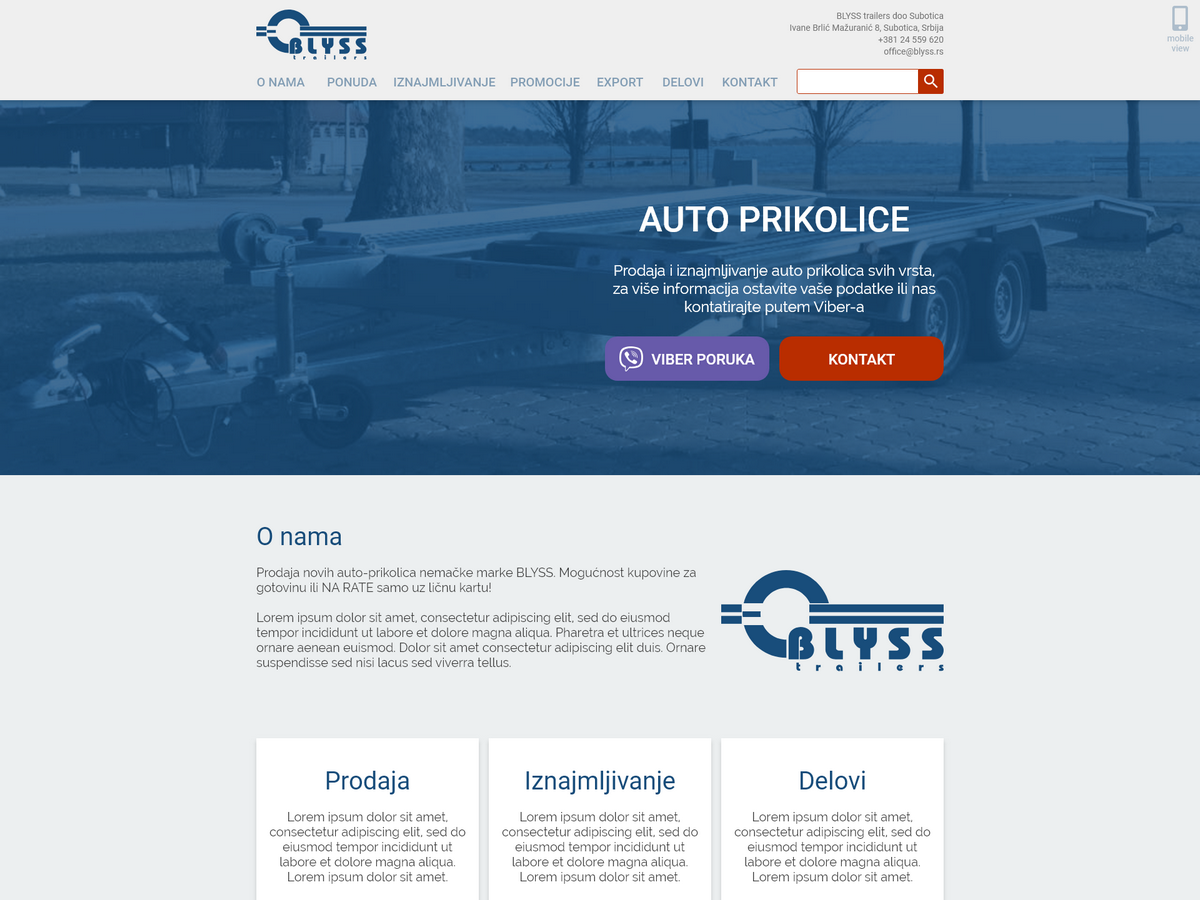 BLYSS
trailers
BLYSS trailers doo Subotica
Ivane Brlić Mažuranić 8, Subotica, Srbija
+381 24 559 620
office@blyss.rs
mobile
view
O NAMA PONUDA IZNAJMLJIVANJE PROMOCIJE EXPORT DELOVI KONTAKT
AUTO PRIKOLICE
Prodaja i iznajmljivanje auto prikolica svih vrsta,
za više informacija ostavite vaše podatke ili nas
kontatirajte putem Viber-a
VIBER PORUKA
KONTAKT
O nama
Prodaja novih auto-prikolica nemačke marke BLYSS. Mogućnost kupovine za
gotovinu ili NA RATE samo uz ličnu kartu!
Lorem ipsum dolor sit amet, consectetur adipiscing elit, sed do eiusmod
tempor incididunt ut labore et dolore magna aliqua. Pharetra et ultrices neque
ornare aenean euismod. Dolor sit amet consectetur adipiscing elit duis. Ornare
suspendisse sed nisi lacus sed viverra tellus.
BLYSS
trailers
Prodaja
Lorem ipsum dolor sit amet,
consectetur adipiscing elit, sed do
eiusmod tempor incididunt ut
labore et dolore magna aliqua.
Lorem ipsum dolor sit amet.
Iznajmljivanje
Lorem ipsum dolor sit amet,
consectetur adipiscing elit, sed do
eiusmod tempor incididunt ut
labore et dolore magna aliqua.
Lorem ipsum dolor sit amet.
Delovi
Lorem ipsum dolor sit amet,
consectetur adipiscing elit, sed do
eiusmod tempor incididunt ut
labore et dolore magna aliqua.
Lorem ipsum dolor sit amet.